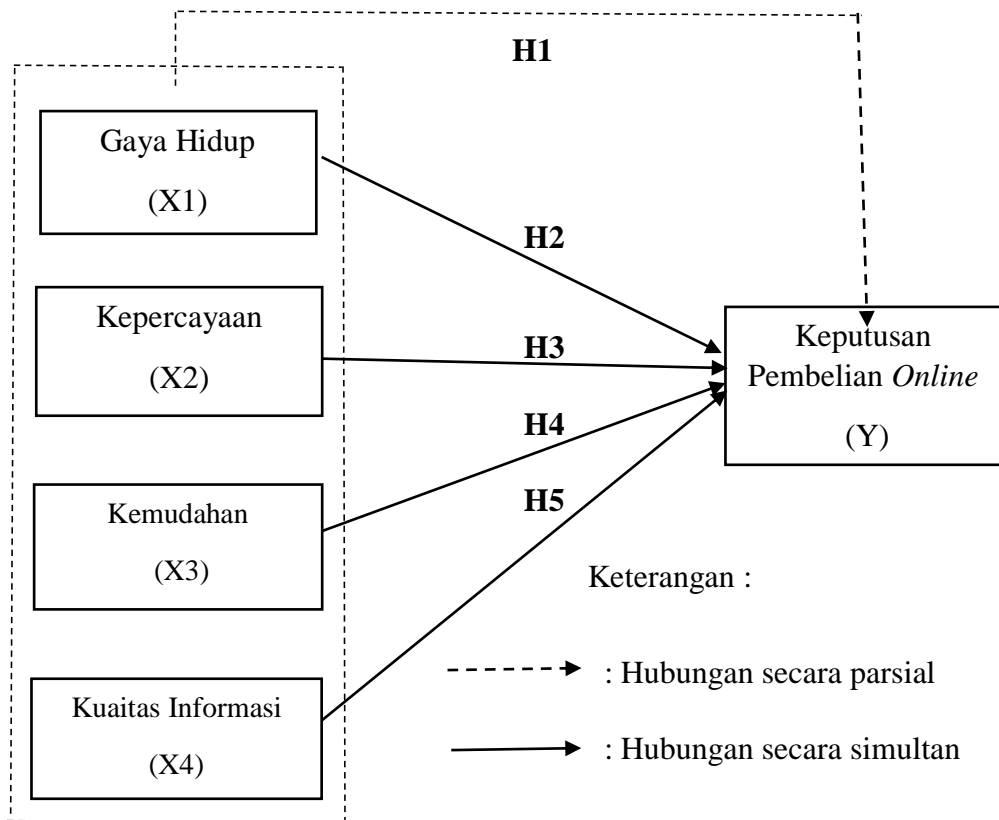 H1
Gaya Hidup
(X1)
H2
Kepercayaan
(X2)
H3
Keputusan
Pembelian Online
(Y)
H4
Kemudahan
(X3)
H5
Keterangan :
Kuaitas Informasi
(X4)
: Hubungan secara parsial
: Hubungan secara simultan